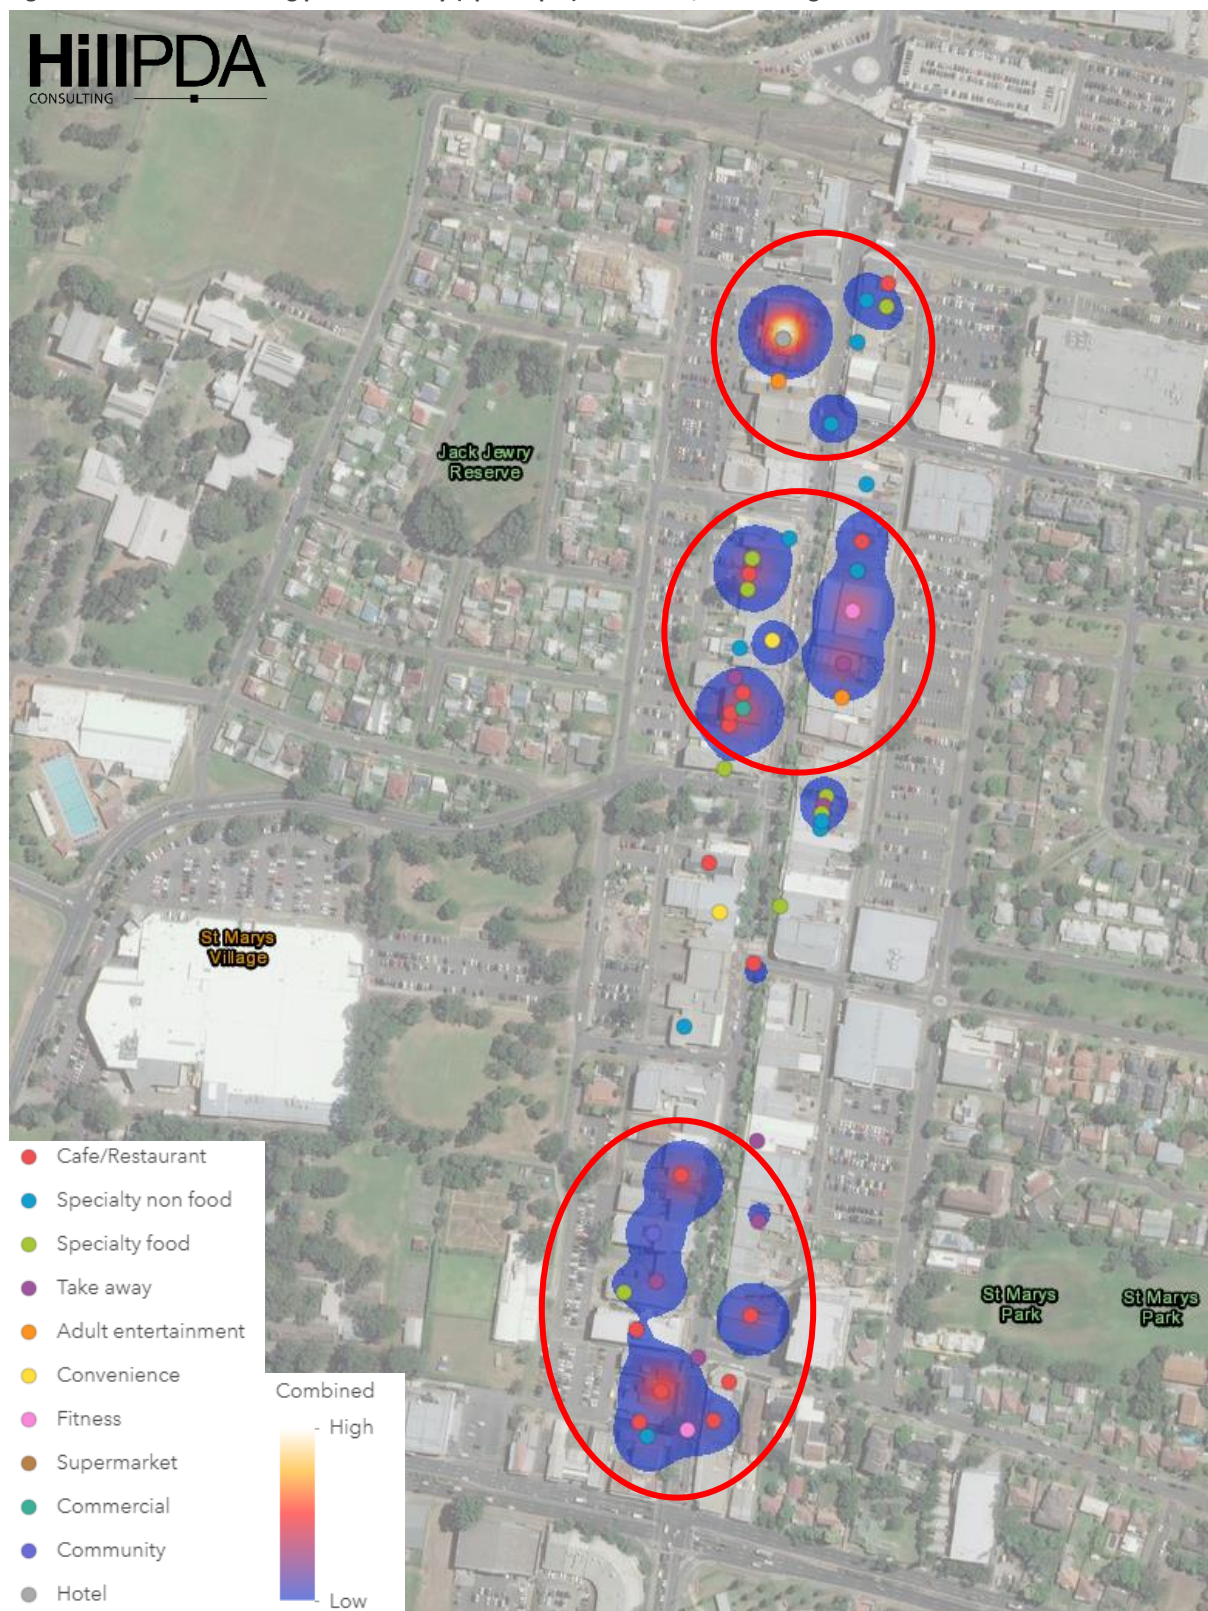 HillPDA
CONSULTING
Jack Jewry
Reserve
St Marys
Village
St Marys
Park
St Marys
Park
Cafe/Restaurant
Specialty non food
Specialty food
Take away
Adult entertainment
Convenience
Fitness
Supermarket
Commercial
Community
Hotel
Combined
High
Low